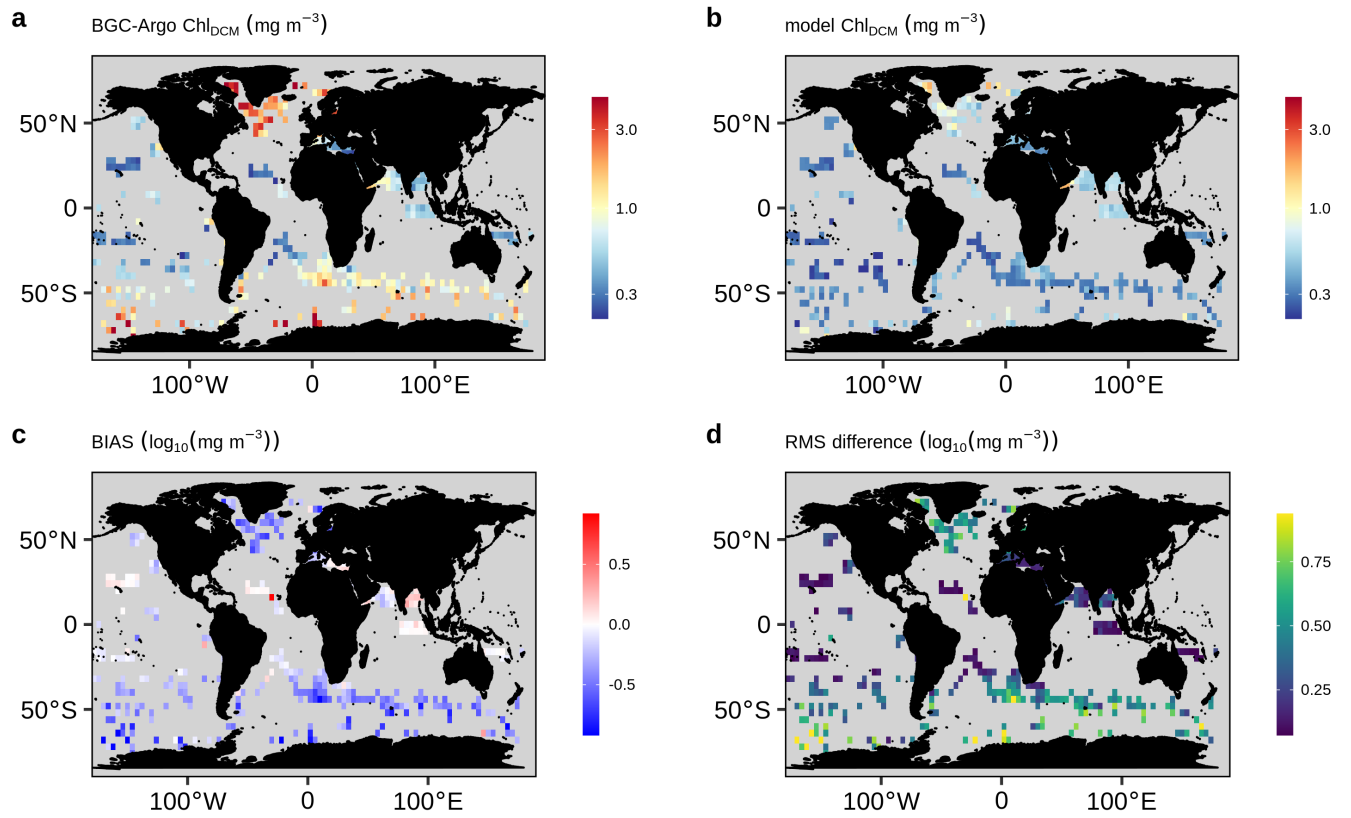 a
BGC-Argo Chl_DCM (mg m⁻³)
50°N
0
50°S
100°W 0 100°E
3.0
1.0
0.3
b
model Chl_DCM (mg m⁻³)
50°N
0
50°S
100°W 0 100°E
3.0
1.0
0.3
c
BIAS (log₁₀(mg m⁻³))
50°N
0
50°S
100°W 0 100°E
0.5
0.0
-0.5
d
RMS difference (log₁₀(mg m⁻³))
50°N
0
50°S
100°W 0 100°E
0.75
0.50
0.25